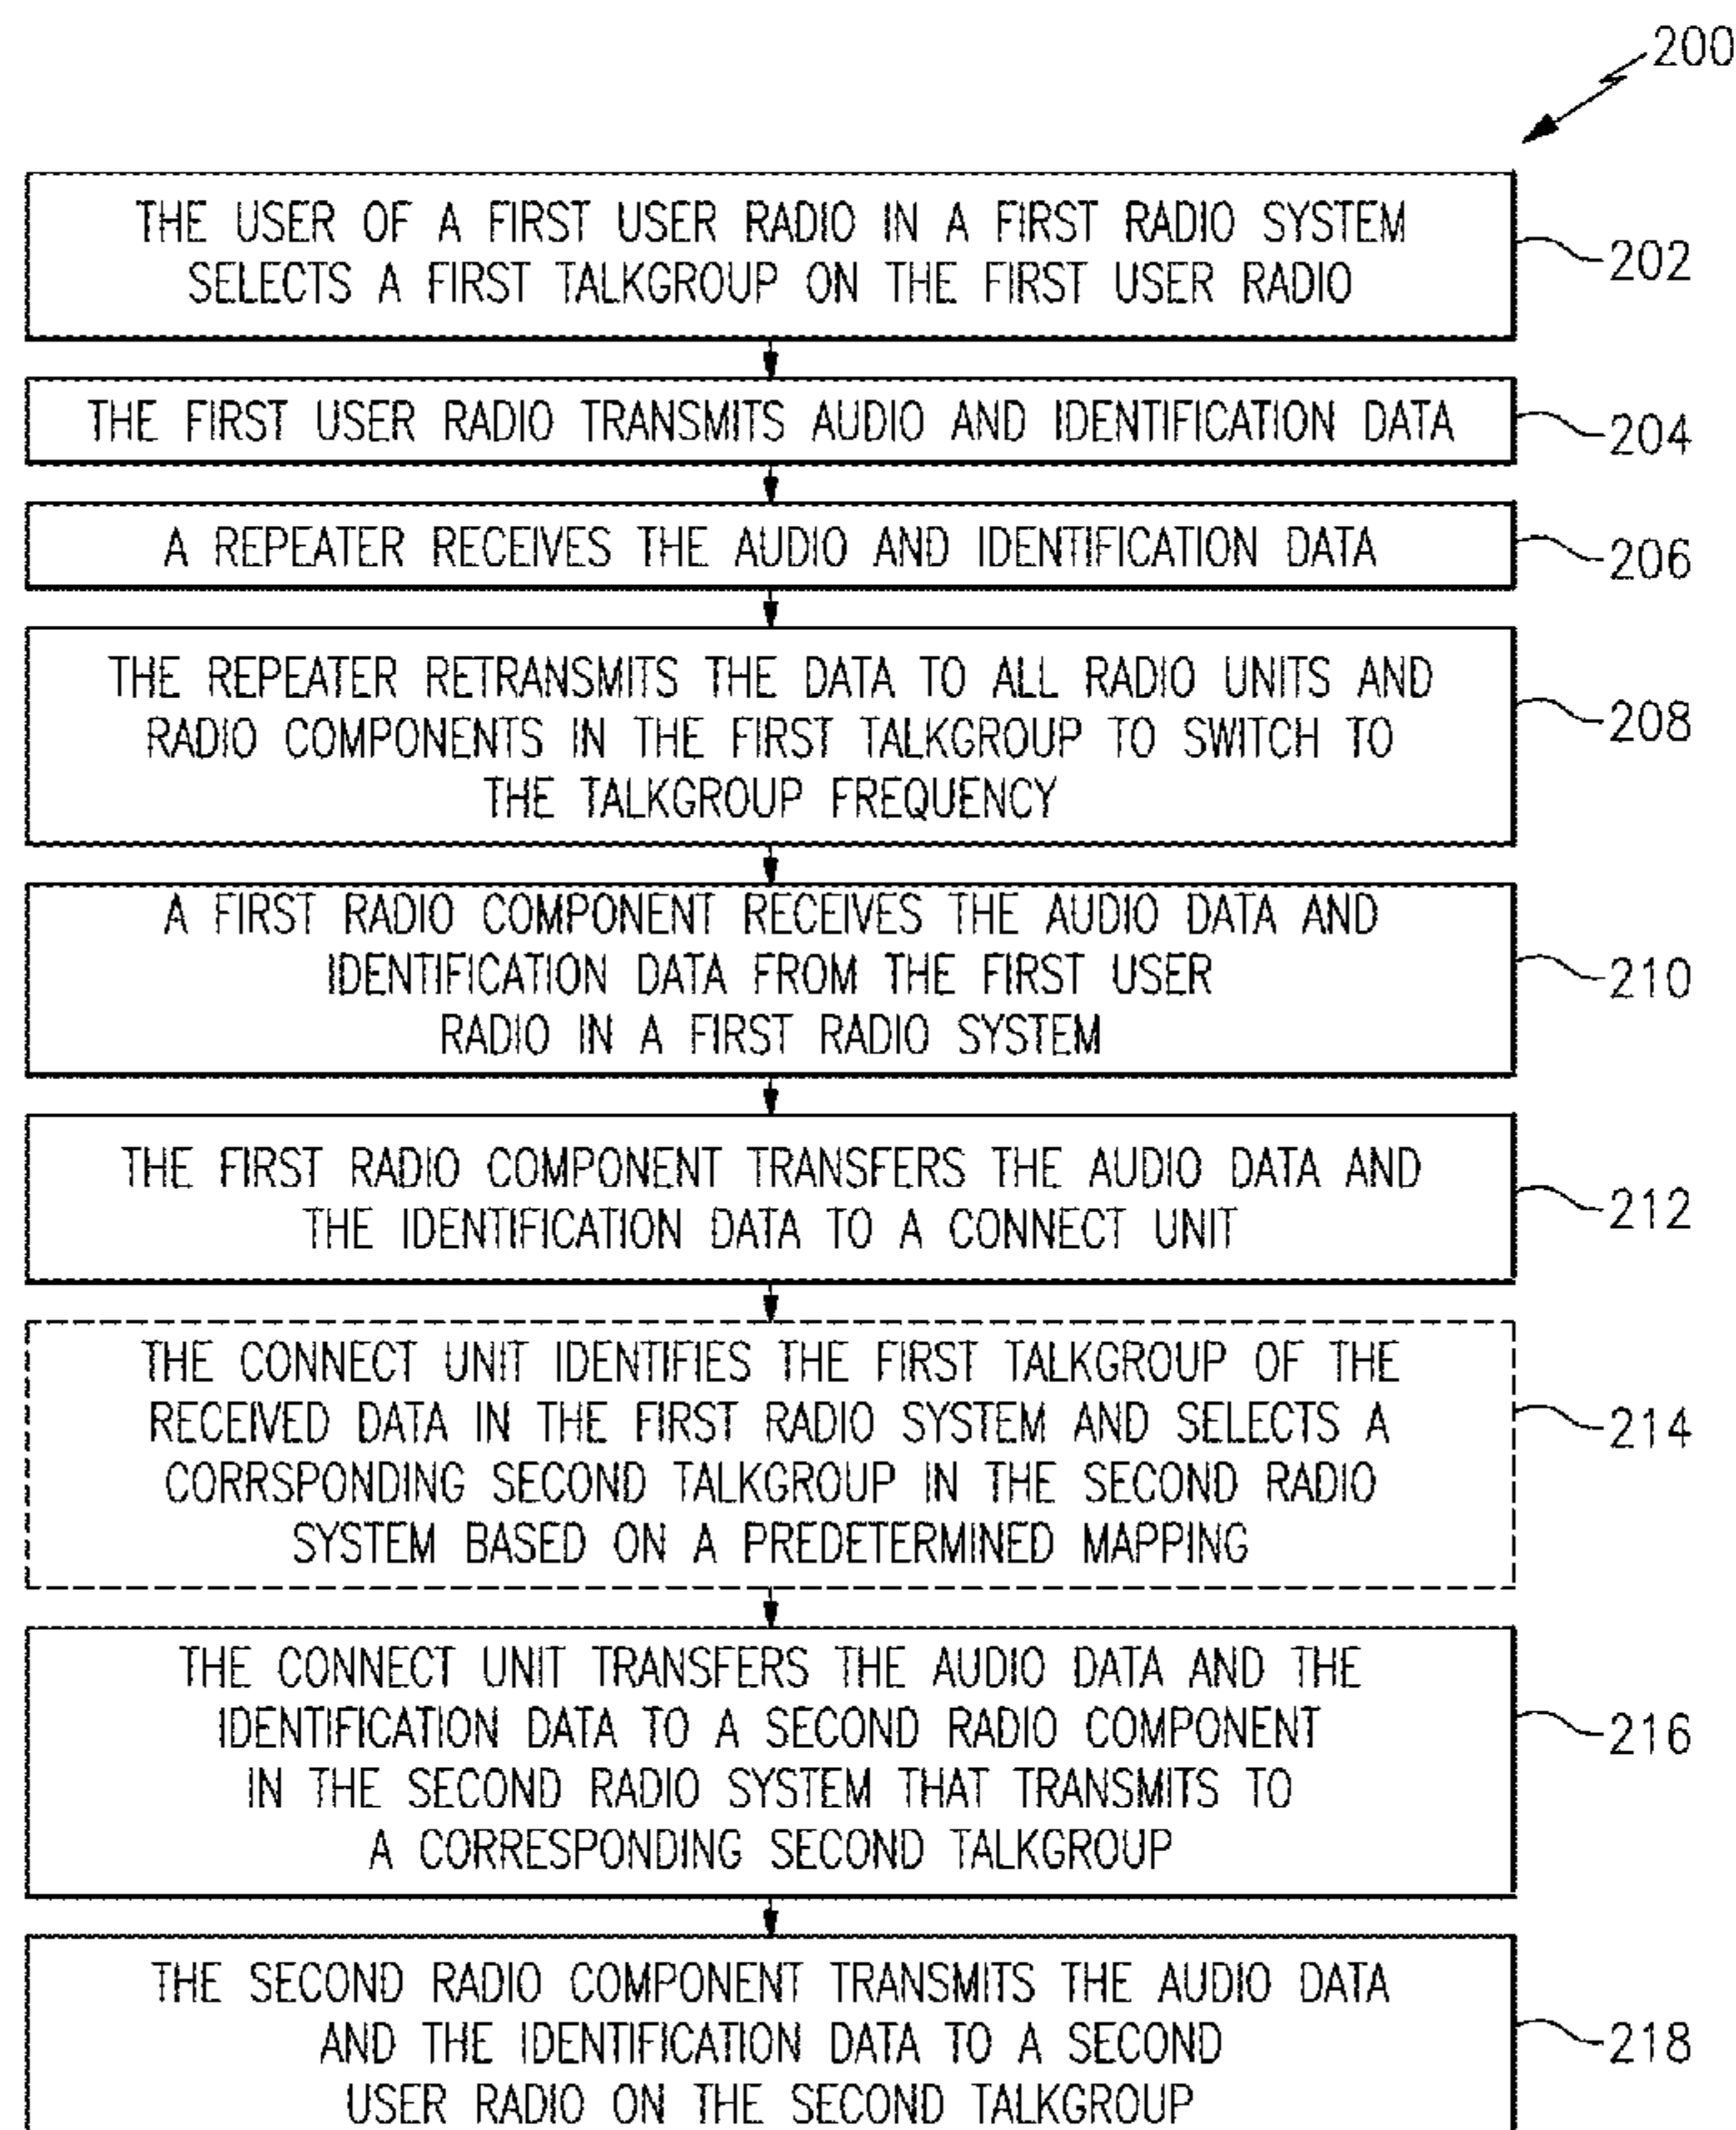 200
THE USER OF A FIRST USER RADIO IN A FIRST RADIO SYSTEM
SELECTS A FIRST TALKGROUP ON THE FIRST USER RADIO
202
THE FIRST USER RADIO TRANSMITS AUDIO AND IDENTIFICATION DATA
204
A REPEATER RECEIVES THE AUDIO AND IDENTIFICATION DATA
206
THE REPEATER RETRANSMITS THE DATA TO ALL RADIO UNITS AND
RADIO COMPONENTS IN THE FIRST TALKGROUP TO SWITCH TO
THE TALKGROUP FREQUENCY
208
A FIRST RADIO COMPONENT RECEIVES THE AUDIO DATA AND
IDENTIFICATION DATA FROM THE FIRST USER
RADIO IN A FIRST RADIO SYSTEM
210
THE FIRST RADIO COMPONENT TRANSFERS THE AUDIO DATA AND
THE IDENTIFICATION DATA TO A CONNECT UNIT
212
THE CONNECT UNIT IDENTIFIES THE FIRST TALKGROUP OF THE
RECEIVED DATA IN THE FIRST RADIO SYSTEM AND SELECTS A
CORRSPONDING SECOND TALKGROUP IN THE SECOND RADIO
SYSTEM BASED ON A PREDETERMINED MAPPING
214
THE CONNECT UNIT TRANSFERS THE AUDIO DATA AND THE
IDENTIFICATION DATA TO A SECOND RADIO COMPONENT
IN THE SECOND RADIO SYSTEM THAT TRANSMITS TO
A CORRESPONDING SECOND TALKGROUP
216
THE SECOND RADIO COMPONENT TRANSMITS THE AUDIO DATA
AND THE IDENTIFICATION DATA TO A SECOND
USER RADIO ON THE SECOND TALKGROUP
218